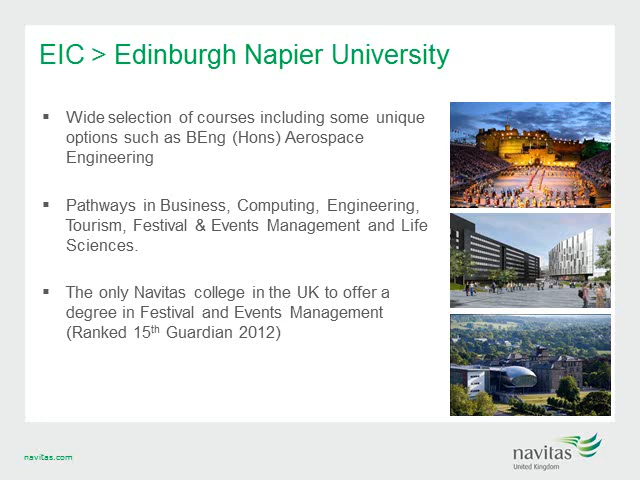 EIC > Edinburgh Napier University
▪ Wide selection of courses including some unique
options such as BEng (Hons) Aerospace
Engineering
▪ Pathways in Business, Computing, Engineering,
Tourism, Festival & Events Management and Life
Sciences.
▪ The only Navitas college in the UK to offer a
degree in Festival and Events Management
(Ranked 15th Guardian 2012)
navitas.com
navitas
United Kingdom